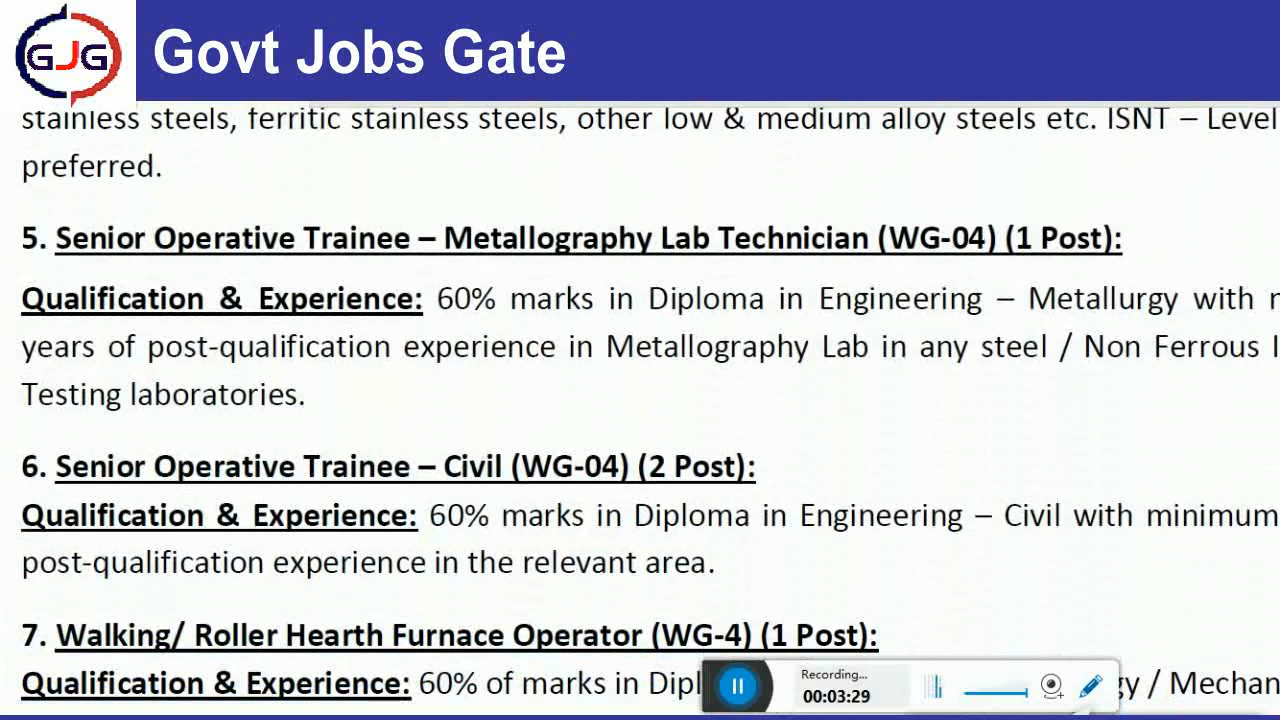 GJG
Govt Jobs Gate
stainless steels, ferritic stainless steels, other low & medium alloy steels etc. ISNT – Level
preferred.
5. Senior Operative Trainee – Metallography Lab Technician (WG-04) (1 Post):
Qualification & Experience: 60% marks in Diploma in Engineering – Metallurgy with
years of post-qualification experience in Metallography Lab in any steel / Non Ferrous
Testing laboratories.
6. Senior Operative Trainee – Civil (WG-04) (2 Post):
Qualification & Experience: 60% marks in Diploma in Engineering – Civil with minimum
post-qualification experience in the relevant area.
7. Walking/ Roller Hearth Furnace Operator (WG-4) (1 Post):
Qualification & Experience: 60% of marks in Dipl gy / Mechan
Recording...
00:03:29